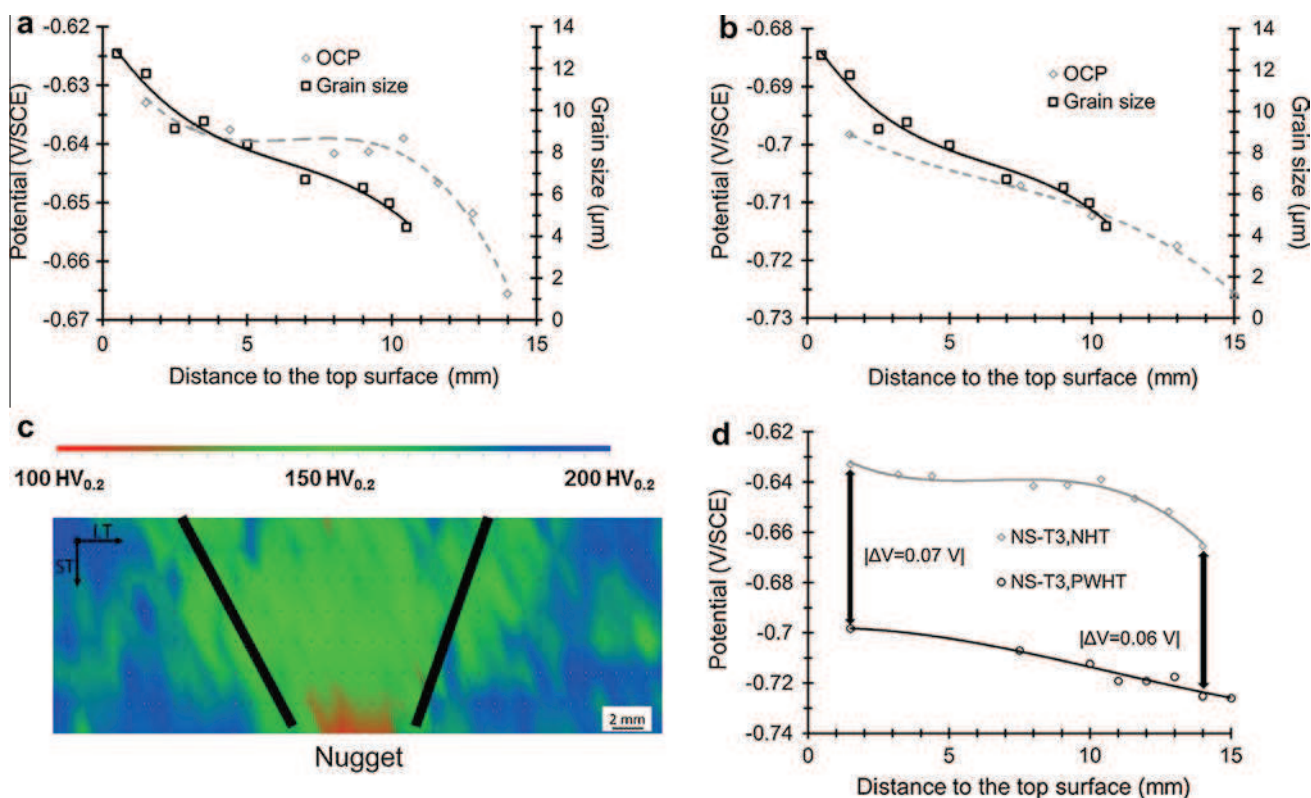 a
-0.62
-0.63
-0.64
-0.65
-0.66
-0.67
Potential (V/SCE)
OCP
Grain size
14
12
10
8
6
4
2
0
Grain size (µm)
0 5 10 15
Distance to the top surface (mm)
b
-0.68
-0.69
-0.7
-0.71
-0.72
-0.73
Potential (V/SCE)
OCP
Grain size
14
12
10
8
6
4
2
0
Grain size (µm)
0 5 10 15
Distance to the top surface (mm)
c
100 HV0.2 150 HV0.2 200 HV0.2
LT
ST
2 mm
Nugget
d
-0.62
-0.64
-0.66
-0.68
-0.7
-0.72
-0.74
Potential (V/SCE)
NS-T3,NHT
|ΔV=0.07 V|
NS-T3,PWHT
|ΔV=0.06 V|
0 5 10 15
Distance to the top surface (mm)